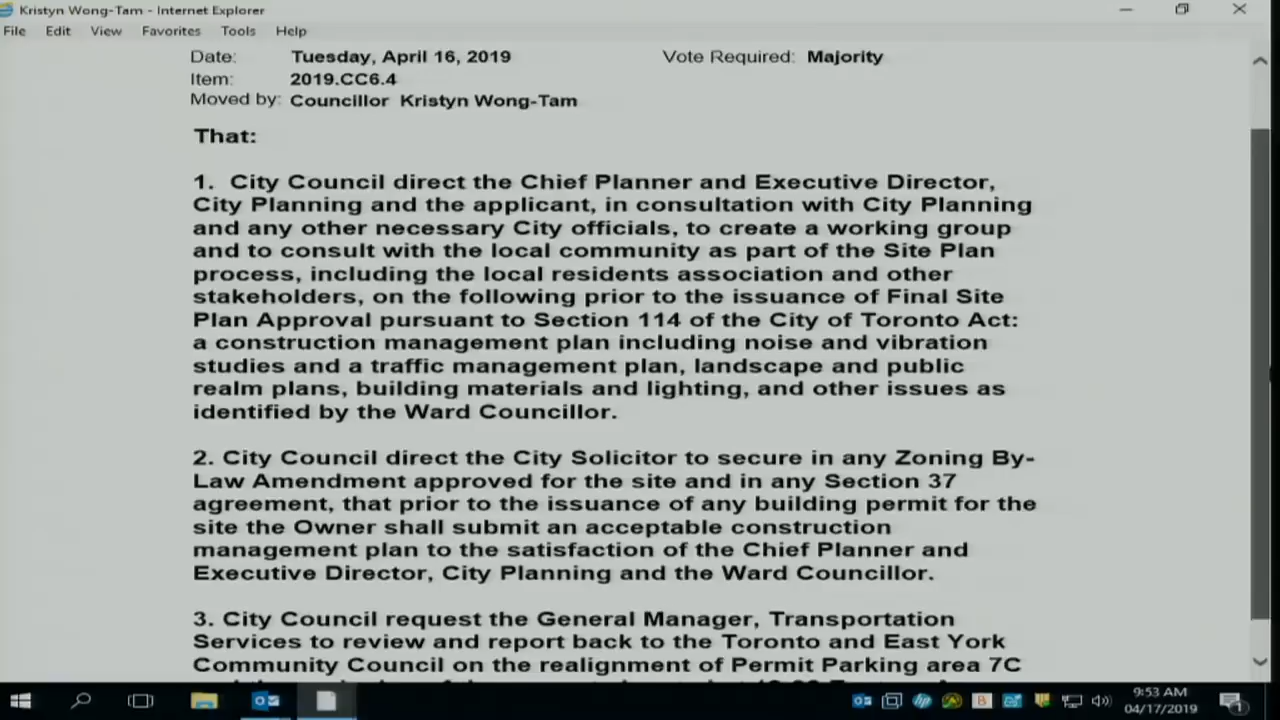 Kristyn Wong-Tam - Internet Explorer
File Edit View Favorites Tools Help
Date: Tuesday, April 16, 2019 Vote Required: Majority
Item: 2019.CC6.4
Moved by: Councillor Kristyn Wong-Tam
That:
1. City Council direct the Chief Planner and Executive Director,
City Planning and the applicant, in consultation with City Planning
and any other necessary City officials, to create a working group
and to consult with the local community as part of the Site Plan
process, including the local residents association and other
stakeholders, on the following prior to the issuance of Final Site
Plan Approval pursuant to Section 114 of the City of Toronto Act:
a construction management plan including noise and vibration
studies and a traffic management plan, landscape and public
realm plans, building materials and lighting, and other issues as
identified by the Ward Councillor.
2. City Council direct the City Solicitor to secure in any Zoning By-
Law Amendment approved for the site and in any Section 37
agreement, that prior to the issuance of any building permit for the
site the Owner shall submit an acceptable construction
management plan to the satisfaction of the Chief Planner and
Executive Director, City Planning and the Ward Councillor.
3. City Council request the General Manager, Transportation
Services to review and report back to the Toronto and East York
Community Council on the realignment of Permit Parking area 7C
9:53 AM
04/17/2019